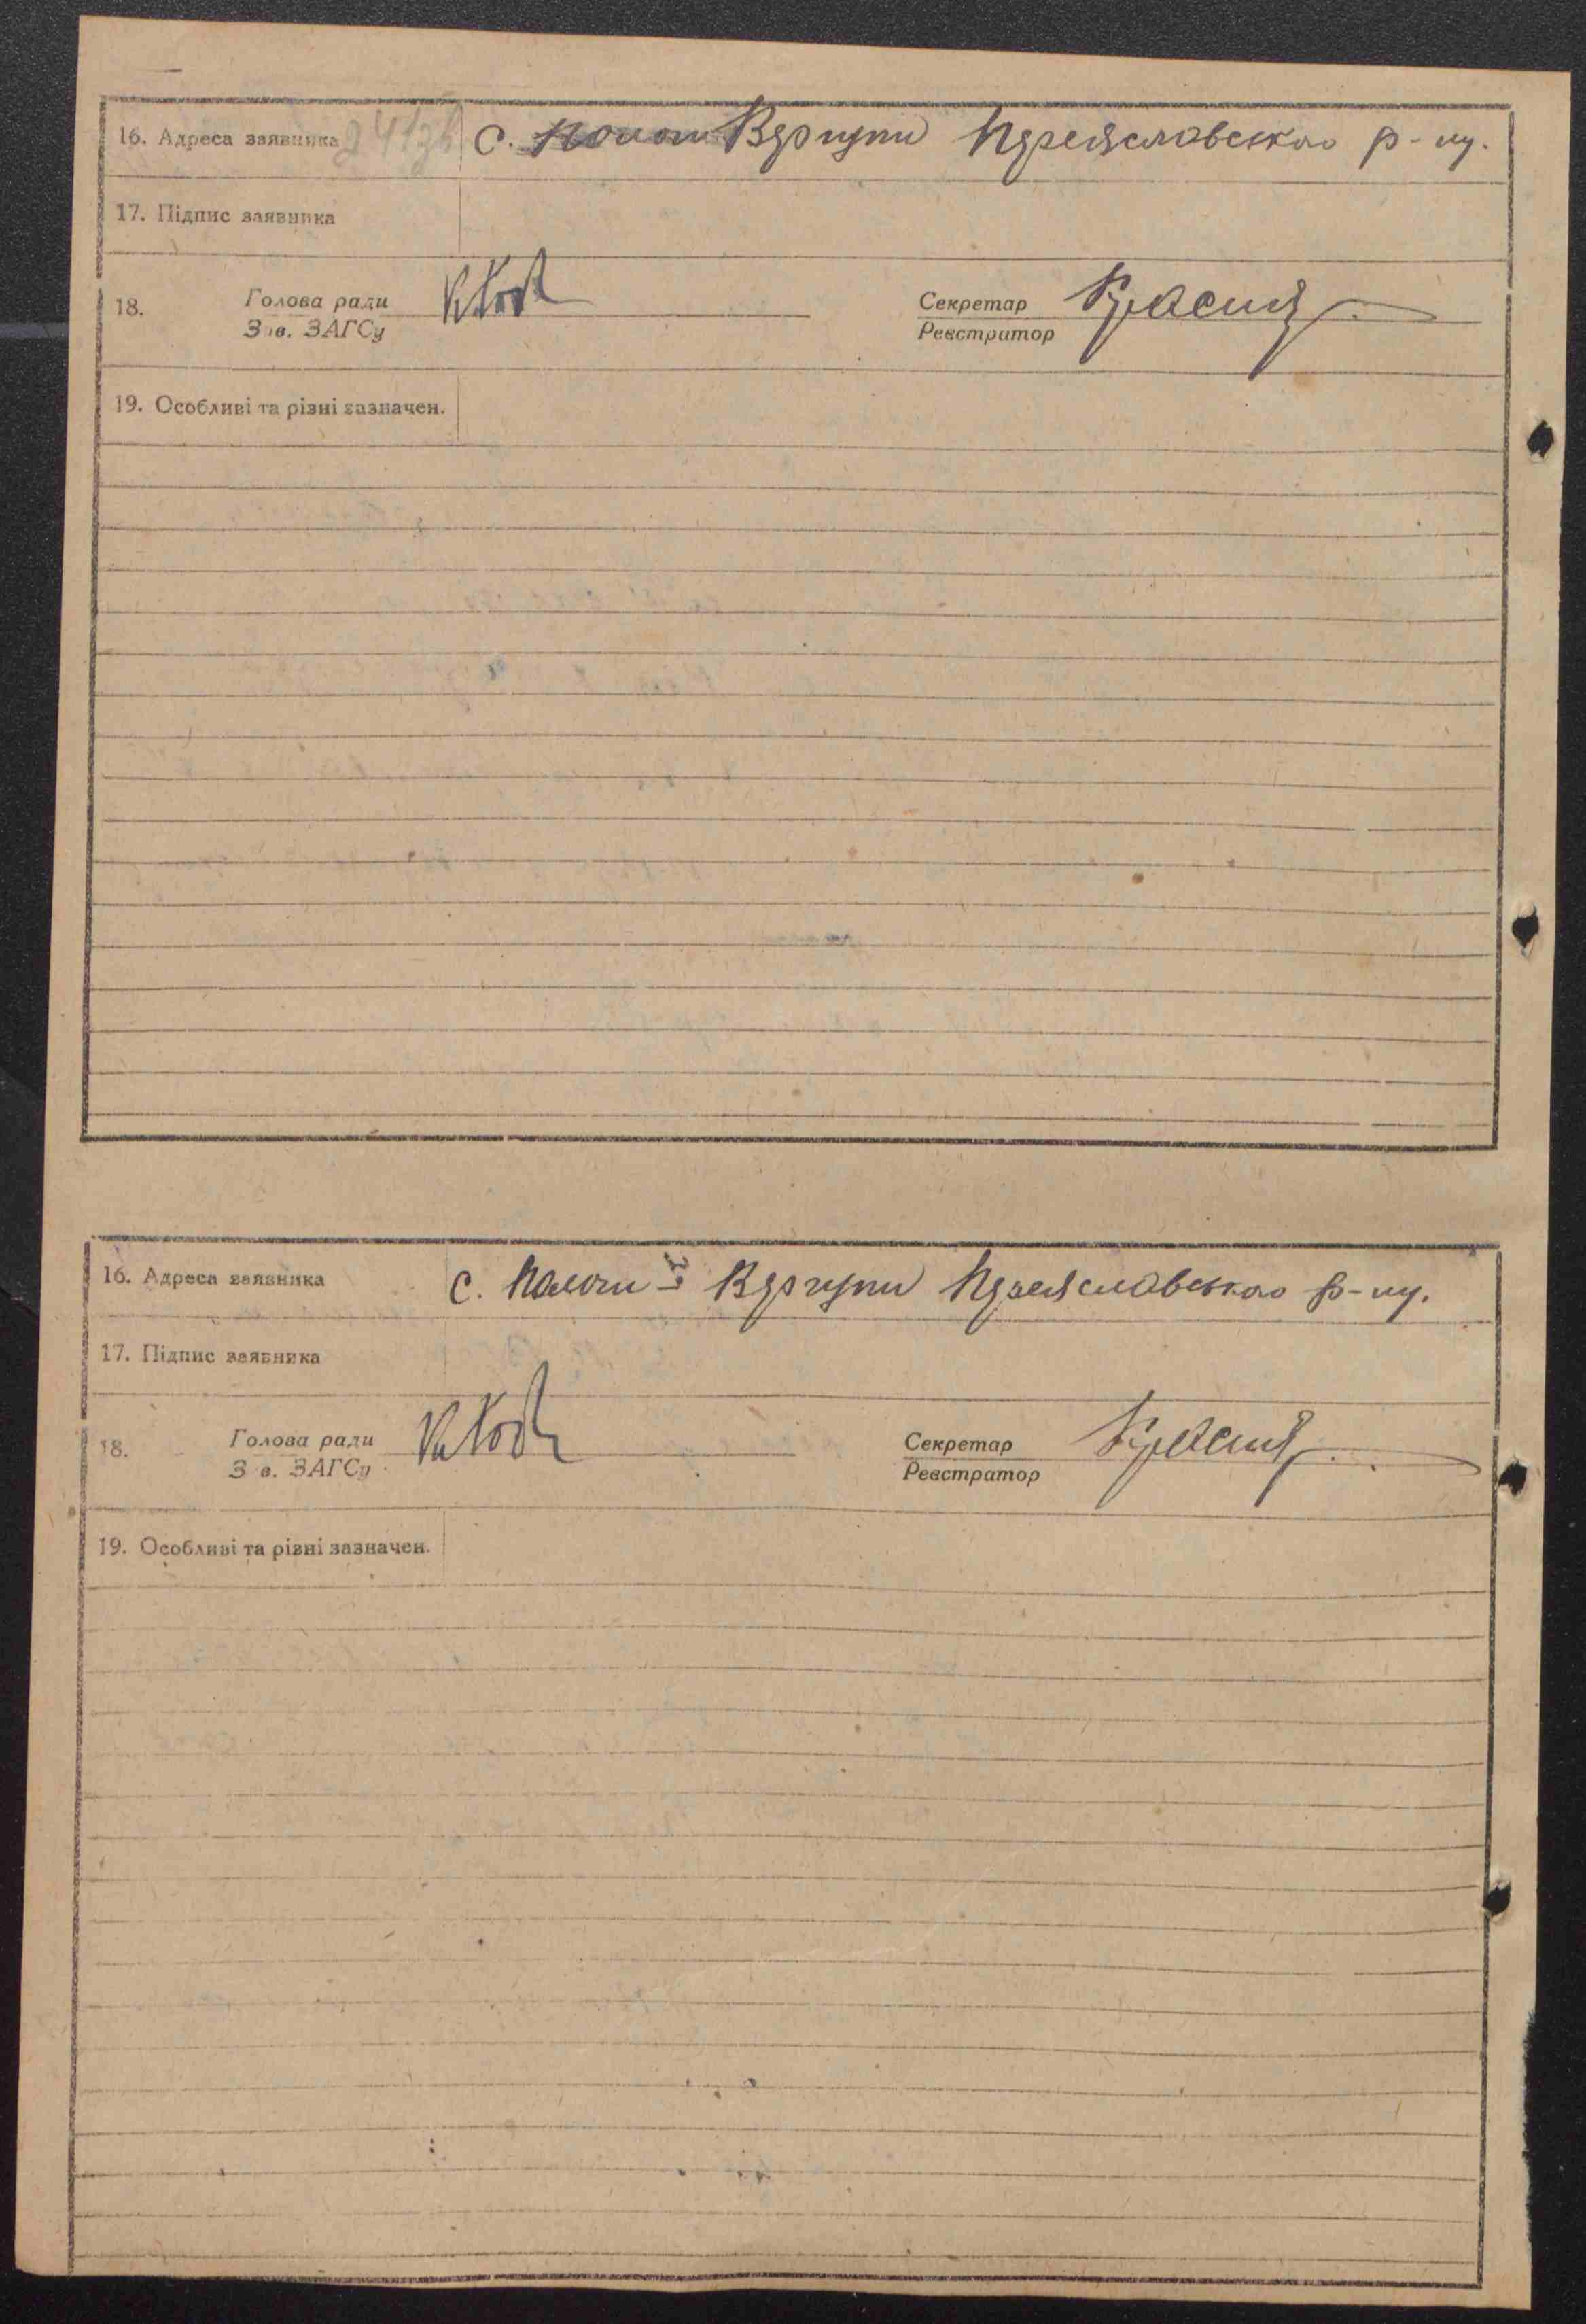 16. Адреса заявника с. Вергуни Переяславського р-ну.
17. Підпис заявника
18. Голова ради Секретар
Зав. ЗАГСу Реєстратор
19. Особливі та різні зазначен.
16. Адреса заявника с. Вергуни Переяславського р-ну.
17. Підпис заявника
18. Голова ради Секретар
Зав. ЗАГСу Реєстратор
19. Особливі та різні зазначен.